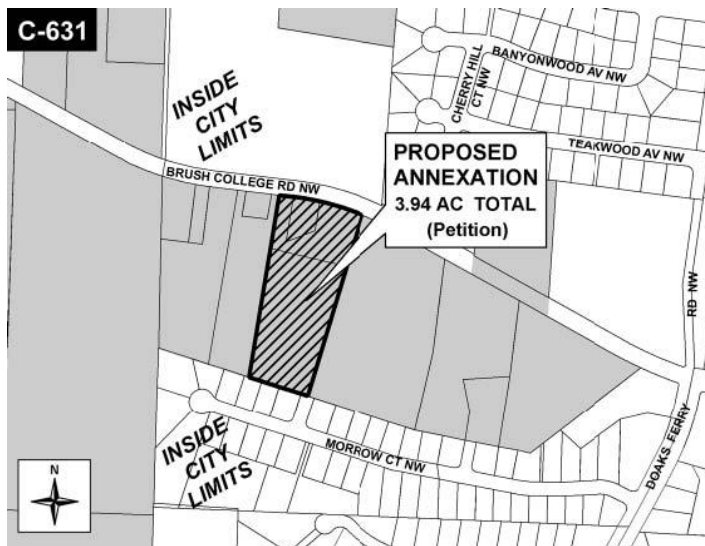 C-631
BANYONWOOD AV NW
CHERRY HILL
CT NW
INSIDE
CITY
LIMITS
TEAKWOOD AV NW
PROPOSED
ANNEXATION
3.94 AC TOTAL
(Petition)
BRUSH COLLEGE RD NW
RD NW
INSIDE
CITY
LIMITS
MORROW CT NW
DOAKS FERRY
N